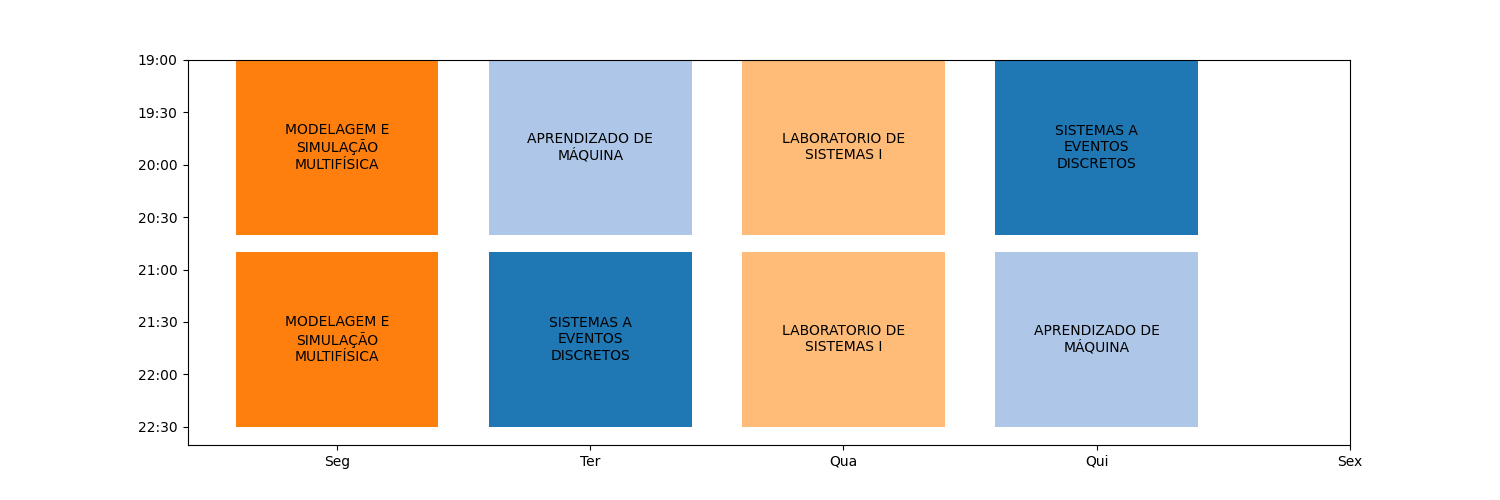 19:00
19:30
20:00
20:30
21:00
21:30
22:00
22:30
MODELAGEM E
SIMULAÇÃO
MULTIFÍSICA
APRENDIZADO DE
MÁQUINA
LABORATORIO DE
SISTEMAS I
SISTEMAS A
EVENTOS
DISCRETOS
MODELAGEM E
SIMULAÇÃO
MULTIFÍSICA
SISTEMAS A
EVENTOS
DISCRETOS
LABORATORIO DE
SISTEMAS I
APRENDIZADO DE
MÁQUINA
Seg
Ter
Qua
Qui
Sex